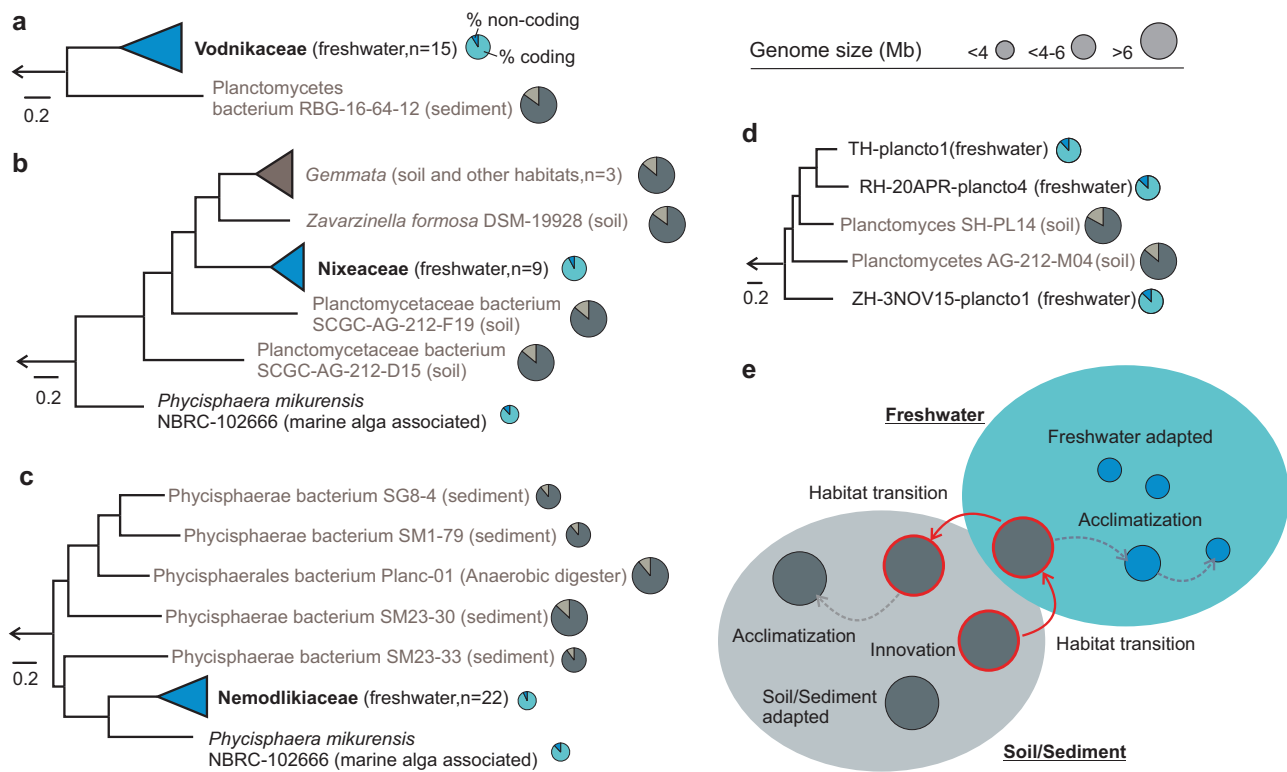 a
Vodnikaceae (freshwater,n=15)
% non-coding
% coding
Planctomycetes
bacterium RBG-16-64-12 (sediment)
0.2
Genome size (Mb) <4 <4-6 >6
b
Gemmata (soil and other habitats,n=3)
Zavarzinella formosa DSM-19928 (soil)
Nixeaceae (freshwater,n=9)
Planctomycetaceae bacterium
SCGC-AG-212-F19 (soil)
Planctomycetaceae bacterium
SCGC-AG-212-D15 (soil)
0.2
Phycisphaera mikurensis
NBRC-102666 (marine alga associated)
c
Phycisphaerae bacterium SG8-4 (sediment)
Phycisphaerae bacterium SM1-79 (sediment)
Phycisphaerales bacterium Planc-01 (Anaerobic digester)
Phycisphaerae bacterium SM23-30 (sediment)
Phycisphaerae bacterium SM23-33 (sediment)
0.2
Nemodlikiaceae (freshwater,n=22)
Phycisphaera mikurensis
NBRC-102666 (marine alga associated)
d
TH-plancto1(freshwater)
RH-20APR-plancto4 (freshwater)
Planctomyces SH-PL14 (soil)
Planctomycetes AG-212-M04(soil)
0.2
ZH-3NOV15-plancto1 (freshwater)
e
Freshwater
Freshwater adapted
Habitat transition
Acclimatization
Acclimatization
Innovation
Habitat transition
Soil/Sediment
adapted
Soil/Sediment